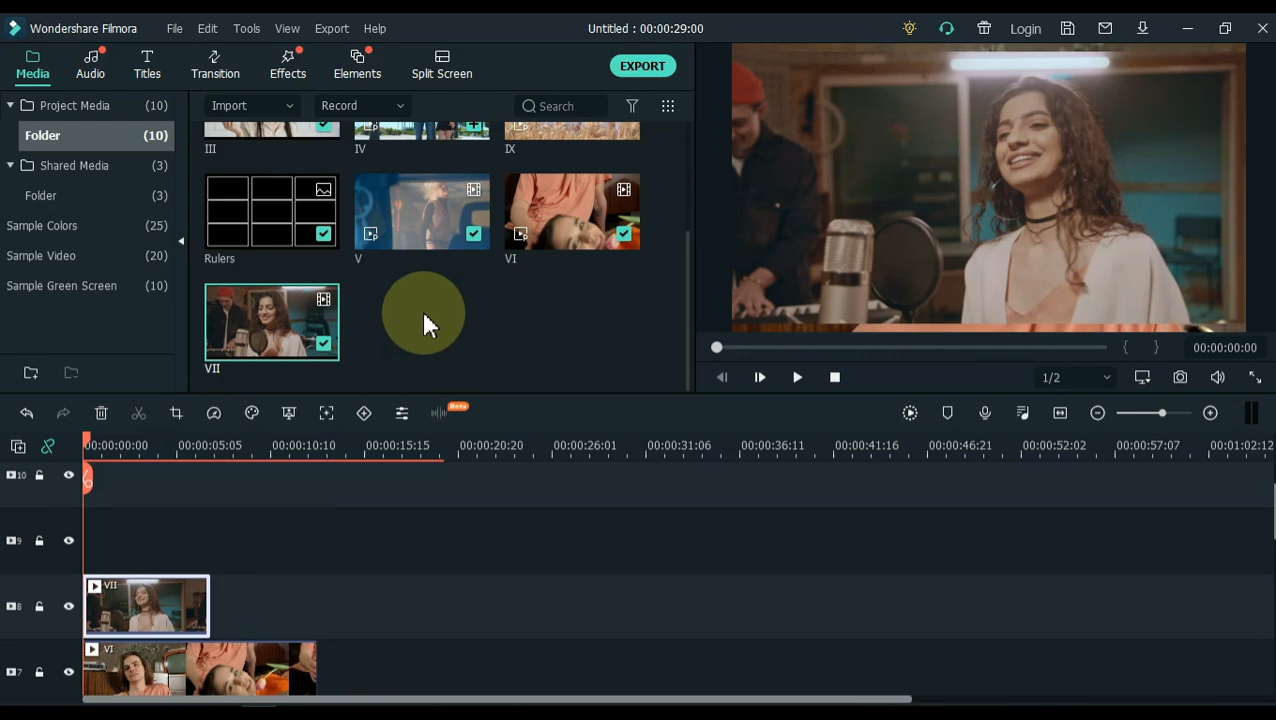 Wondershare Filmora File Edit Tools View Export Help Untitled : 00:00:29:00 Login
Media Audio Titles Transition Effects Elements Split Screen EXPORT
Project Media (10) Import Record Search
Folder (10)
III IV IX
Shared Media (3)
Folder (3)
Sample Colors (25)
Sample Video (20)
Rulers V VI
Sample Green Screen (10)
00:00:00:00
VII
1/2
Beta
00:00:00:00 00:00:05:05 00:00:10:10 00:00:15:15 00:00:20:20 00:00:26:01 00:00:31:06 00:00:36:11 00:00:41:16 00:00:46:21 00:00:52:02 00:00:57:07 00:01:02:12
10
9
VII
8
VI
7